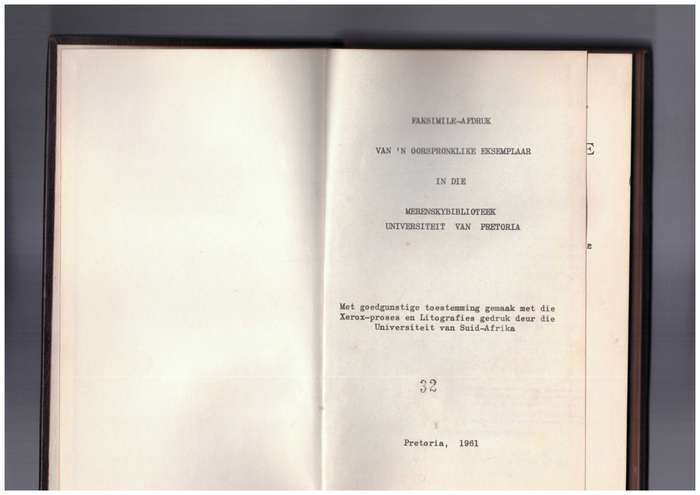 FAKSIMILE-AFDRUK
VAN 'N OORSPRONKLIKE EKSEMPLAAR
IN DIE
MERENSKYBIBLIOTEEK
UNIVERSITEIT VAN PRETORIA
Met goedgunstige toestemming gemaak met die
Xerox-proses en Litografies gedruk deur die
Universiteit van Suid-Afrika
32
Pretoria, 1961
E